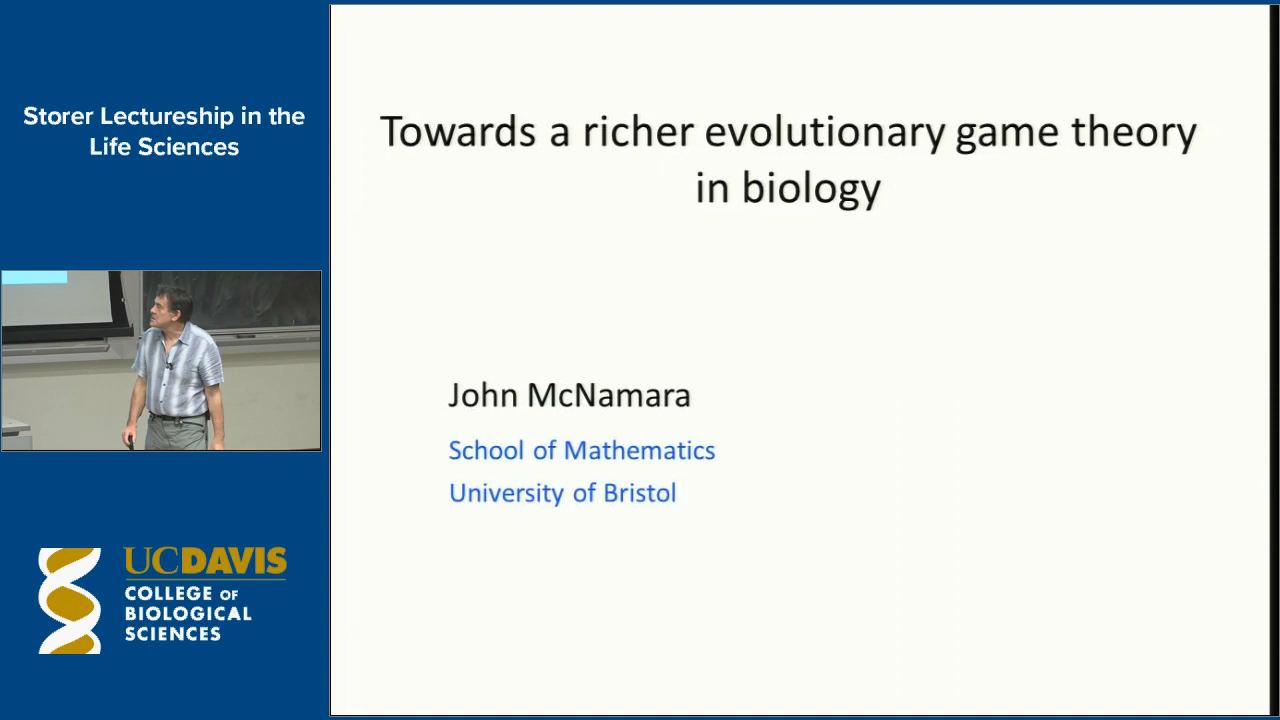 Storer Lectureship in the
Life Sciences
Towards a richer evolutionary game theory
in biology
John McNamara
School of Mathematics
University of Bristol
UCDAVIS
COLLEGE OF
BIOLOGICAL
SCIENCES